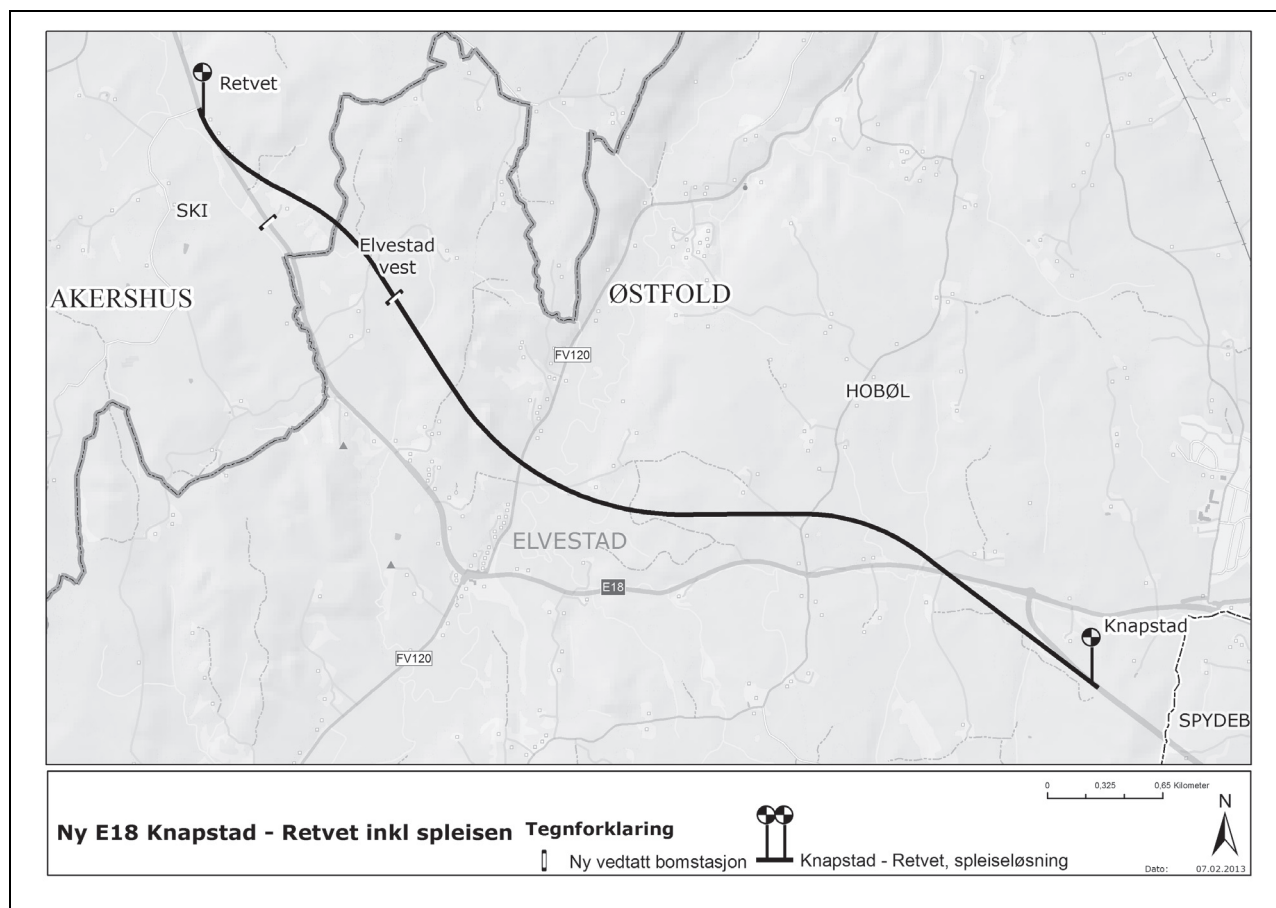 Retvet
SKI
Elvestad
vest
AKERSHUS
ØSTFOLD
FV120
HOBØL
ELVESTAD
E18
Knapstad
FV120
SPYDEB
0 0,325 0,65 Kilometer
N
Ny E18 Knapstad - Retvet inkl spleisen
Tegnforklaring
Ny vedtatt bomstasjon
Knapstad - Retvet, spleiseløsning
Dato: 07.02.2013